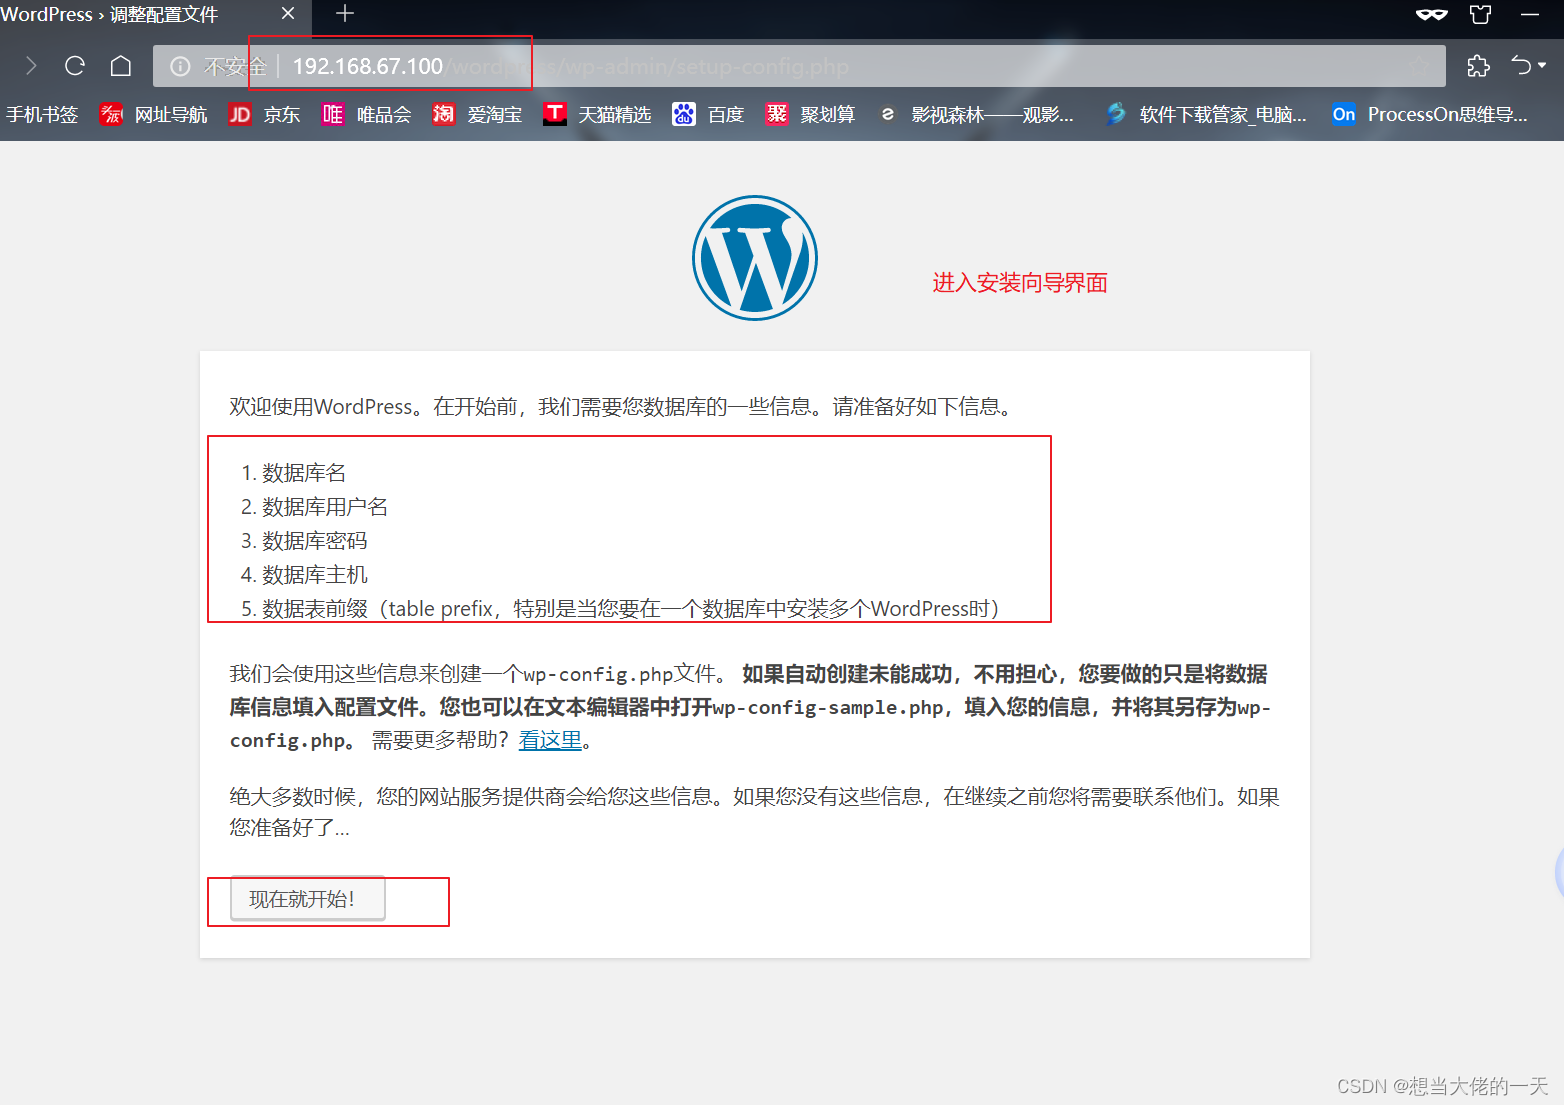 WordPress › 调整配置文件
不安全 | 192.168.67.100/wordpress/wp-admin/setup-config.php
手机书签 派 网址导航 JD 京东 唯 唯品会 淘 爱淘宝 T 天猫精选 百度 聚 聚划算 e 影视森林——观影... 软件下载管家_电脑... On ProcessOn思维导...
进入安装向导界面
欢迎使用WordPress。在开始前，我们需要您数据库的一些信息。请准备好如下信息。
1. 数据库名
2. 数据库用户名
3. 数据库密码
4. 数据库主机
5. 数据表前缀（table prefix，特别是当您要在一个数据库中安装多个WordPress时）
我们会使用这些信息来创建一个wp-config.php文件。 如果自动创建未能成功，不用担心，您要做的只是将数据
库信息填入配置文件。您也可以在文本编辑器中打开wp-config-sample.php，填入您的信息，并将其另存为wp-
config.php。 需要更多帮助？看这里。
绝大多数时候，您的网站服务提供商会给您这些信息。如果您没有这些信息，在继续之前您将需要联系他们。如果
您准备好了…
现在就开始！
CSDN @想当大佬的一天